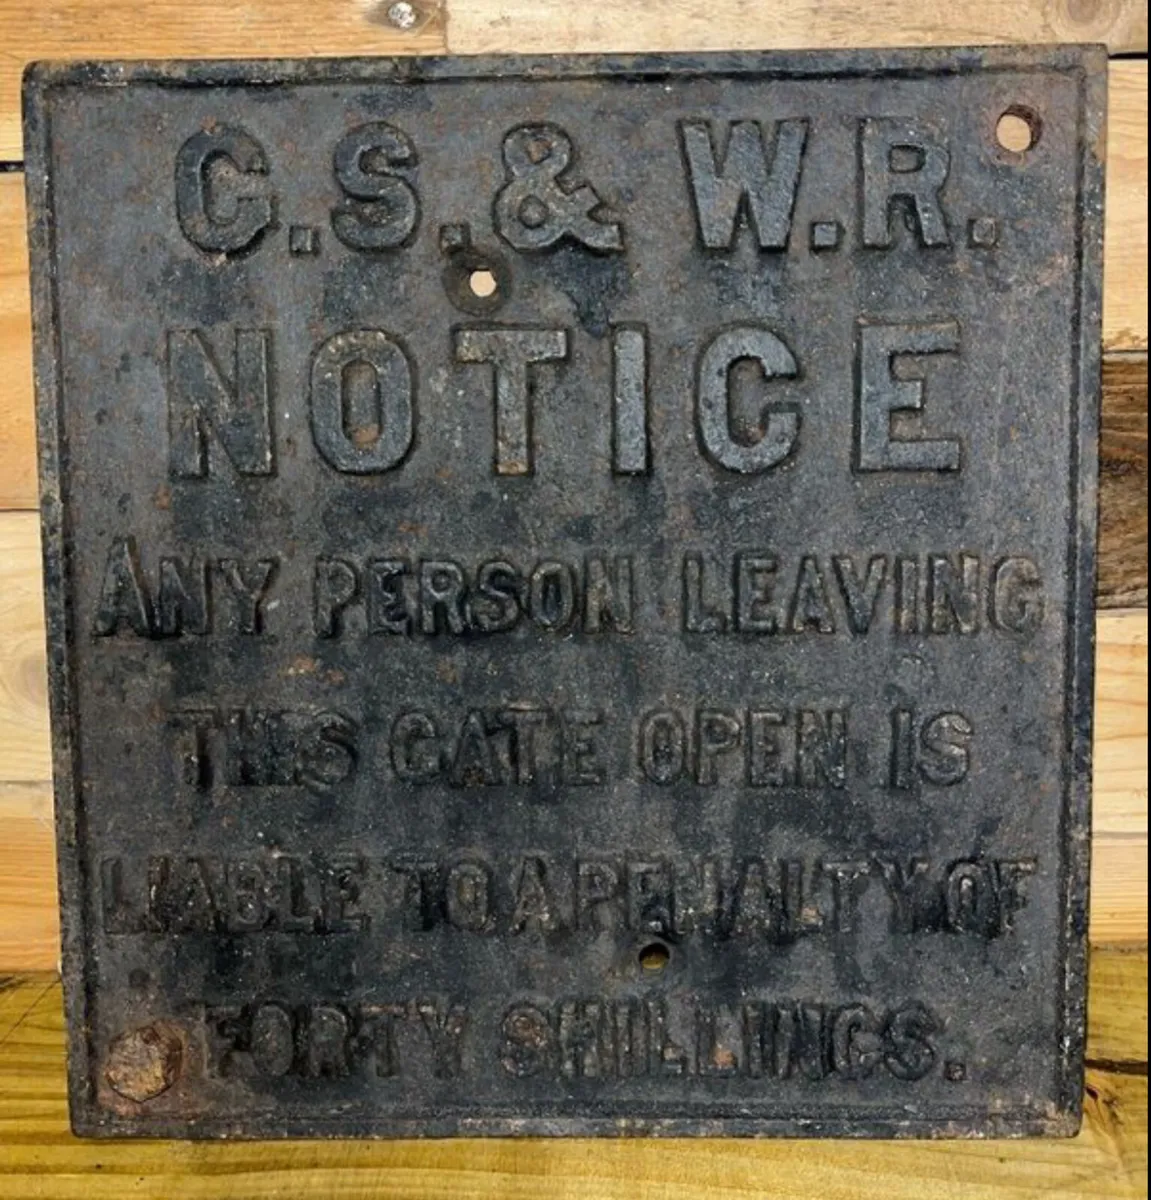 G.S.& W.R.
NOTICE
ANY PERSON LEAVING
THIS GATE OPEN IS
LIABLE TO A PENALTY OF
FORTY SHILLINGS.